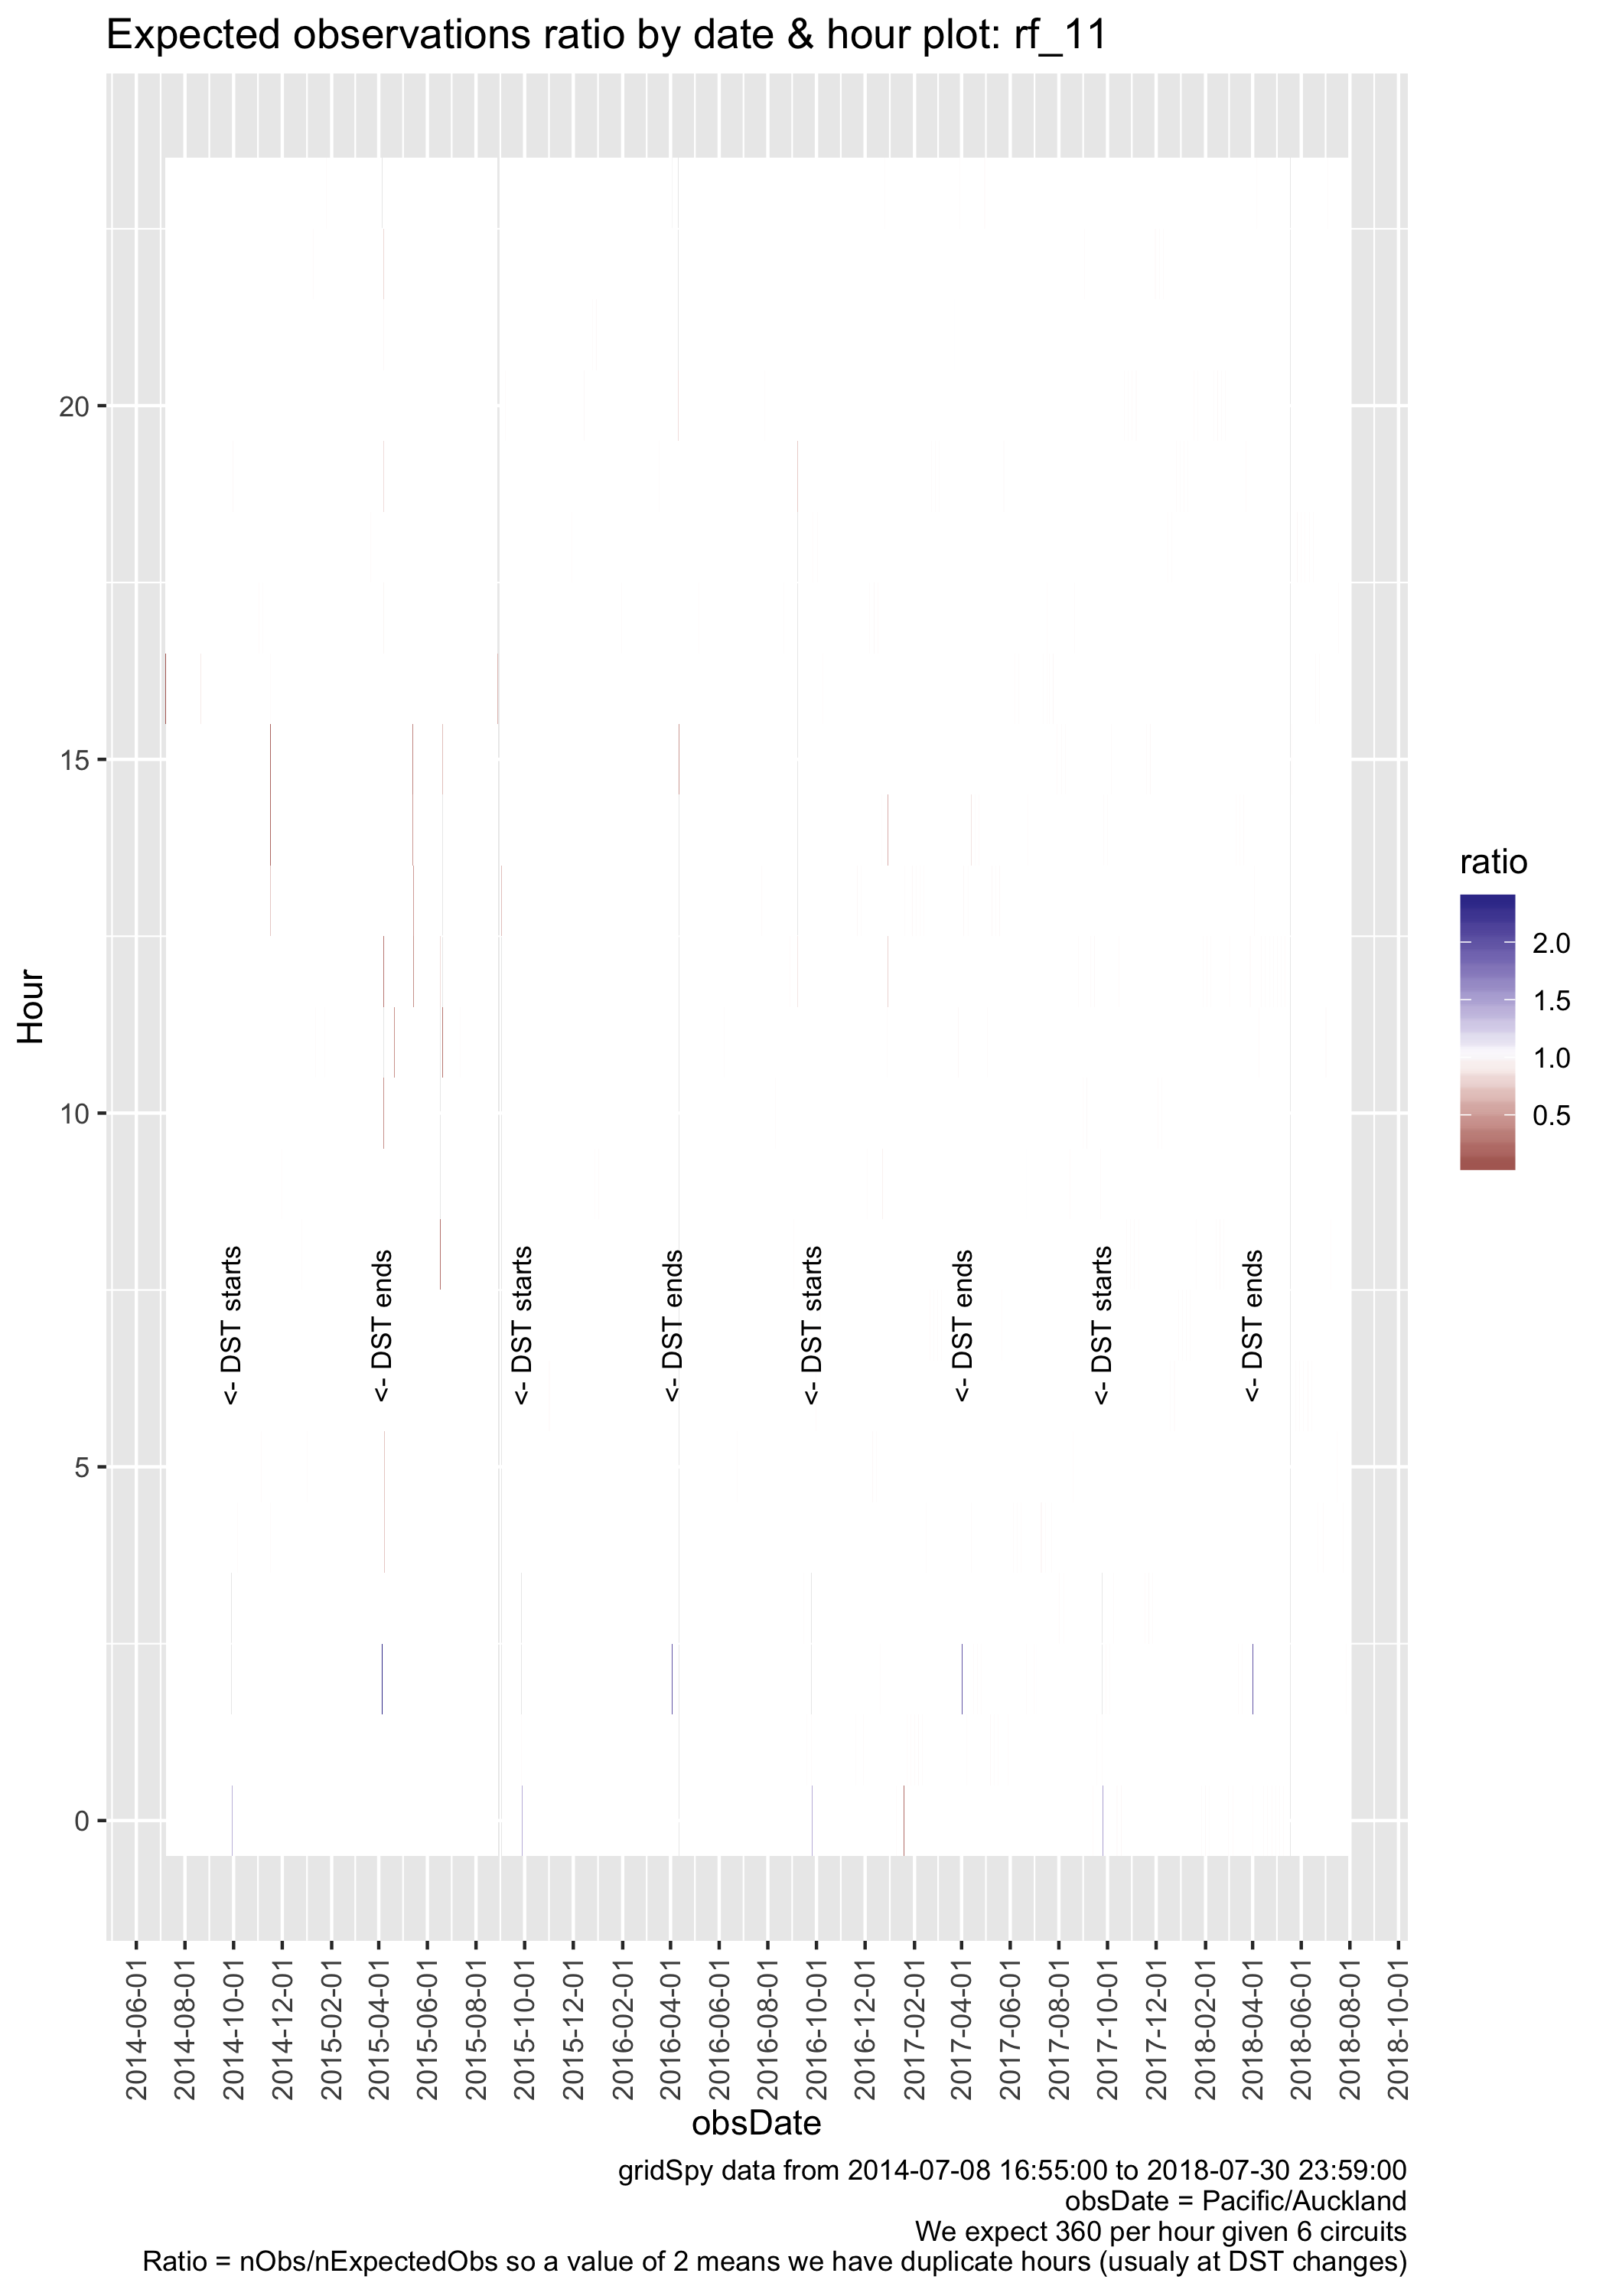 Expected observations ratio by date & hour plot: rf_11
20
15
10
5
0
Hour
<- DST starts
<- DST ends
<- DST starts
<- DST ends
<- DST starts
<- DST ends
<- DST starts
<- DST ends
ratio
2.0
1.5
1.0
0.5
2014-06-01
2014-08-01
2014-10-01
2014-12-01
2015-02-01
2015-04-01
2015-06-01
2015-08-01
2015-10-01
2015-12-01
2016-02-01
2016-04-01
2016-06-01
2016-08-01
2016-10-01
2016-12-01
2017-02-01
2017-04-01
2017-06-01
2017-08-01
2017-10-01
2017-12-01
2018-02-01
2018-04-01
2018-06-01
2018-08-01
2018-10-01
obsDate
gridSpy data from 2014-07-08 16:55:00 to 2018-07-30 23:59:00
obsDate = Pacific/Auckland
We expect 360 per hour given 6 circuits
Ratio = nObs/nExpectedObs so a value of 2 means we have duplicate hours (usualy at DST changes)